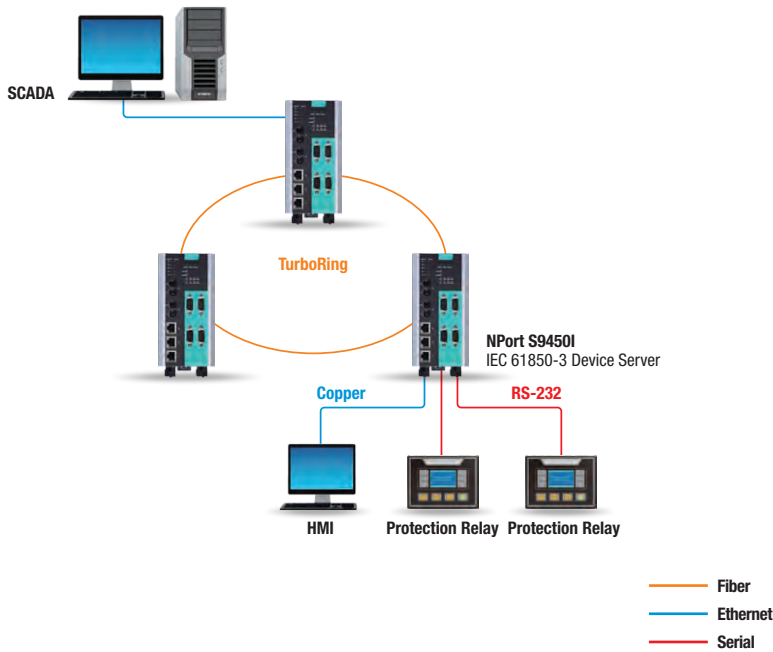 SCADA
TurboRing
NPort S9450I
IEC 61850-3 Device Server
Copper
RS-232
HMI
Protection Relay
Protection Relay
Fiber
Ethernet
Serial